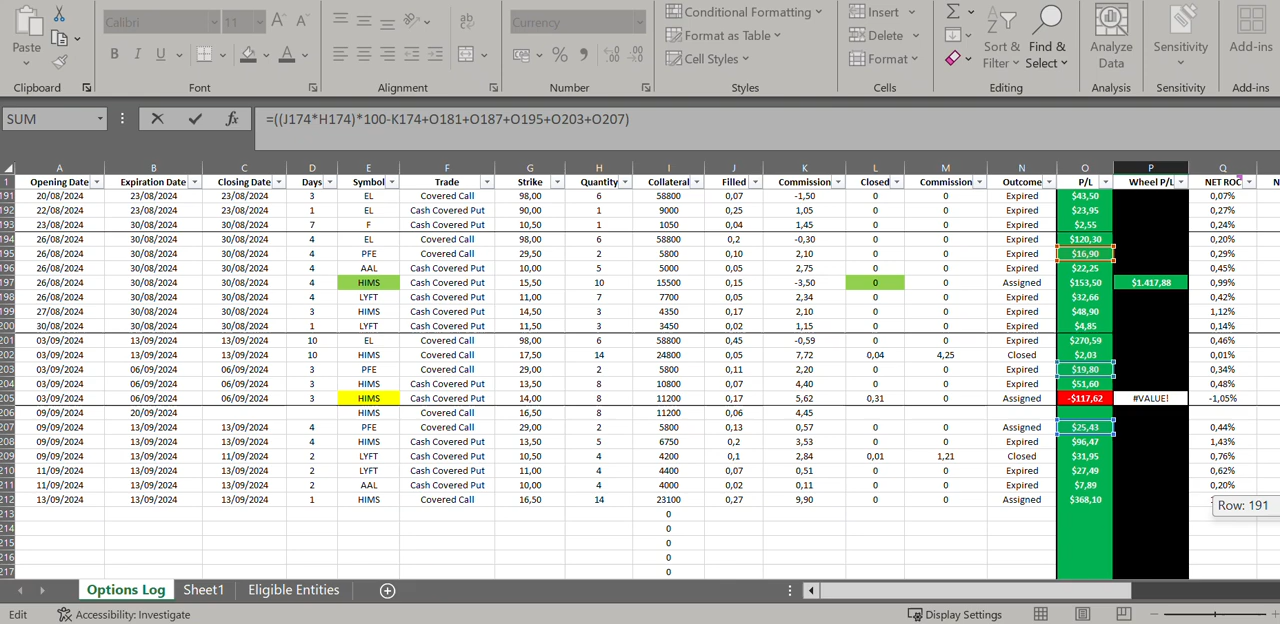 Calibri 11 Currency Conditional Formatting Insert
Paste B I U Format as Table Delete Sort & Find & Analyze Sensitivity Add-ins
Cell Styles Format Filter Select Data
Clipboard Font Alignment Number Styles Cells Editing Analysis Sensitivity Add-ins
SUM fx =((J174*H174)*100-K174+O181+O187+O195+O203+O207)
A B C D E F G H I J K L M N O P Q
1 Opening Date Expiration Date Closing Date Days Symbol Trade Strike Quantity Collateral Filled Commission Closed Commission Outcome P/L Wheel P/L NET ROC
191 20/08/2024 23/08/2024 23/08/2024 3 EL Covered Call 98,00 6 58800 0,07 -1,50 0 0 Expired $43,50 0,07%
192 22/08/2024 23/08/2024 23/08/2024 1 EL Cash Covered Put 90,00 1 9000 0,25 1,05 0 0 Expired $23,95 0,27%
193 23/08/2024 30/08/2024 30/08/2024 7 F Cash Covered Put 10,50 1 1050 0,04 1,45 0 0 Expired $2,55 0,24%
194 26/08/2024 30/08/2024 30/08/2024 4 EL Covered Call 98,00 6 58800 0,2 -0,30 0 0 Expired $120,30 0,20%
195 26/08/2024 30/08/2024 30/08/2024 4 PFE Covered Call 29,50 2 5800 0,10 2,10 0 0 Expired $16,90 0,29%
196 26/08/2024 30/08/2024 30/08/2024 4 AAL Cash Covered Put 10,00 5 5000 0,05 2,75 0 0 Expired $22,25 0,45%
197 26/08/2024 30/08/2024 30/08/2024 4 HIMS Cash Covered Put 15,50 10 15500 0,15 -3,50 0 0 Assigned $153,50 $1.417,88 0,99%
198 26/08/2024 30/08/2024 30/08/2024 4 LYFT Cash Covered Put 11,00 7 7700 0,05 2,34 0 0 Expired $32,66 0,42%
199 27/08/2024 30/08/2024 30/08/2024 3 HIMS Cash Covered Put 14,50 3 4350 0,17 2,10 0 0 Expired $48,90 1,12%
200 30/08/2024 30/08/2024 30/08/2024 1 LYFT Cash Covered Put 11,50 3 3450 0,02 1,15 0 0 Expired $4,85 0,14%
201 03/09/2024 13/09/2024 13/09/2024 10 EL Covered Call 98,00 6 58800 0,45 -0,59 0 0 Expired $270,59 0,46%
202 03/09/2024 13/09/2024 13/09/2024 10 HIMS Covered Call 17,50 14 24800 0,05 7,72 0,04 4,25 Closed $2,03 0,01%
203 03/09/2024 06/09/2024 06/09/2024 3 PFE Covered Call 29,00 2 5800 0,11 2,20 0 0 Expired $19,80 0,34%
204 03/09/2024 06/09/2024 06/09/2024 3 HIMS Cash Covered Put 13,50 8 10800 0,07 4,40 0 0 Expired $51,60 0,48%
205 03/09/2024 06/09/2024 06/09/2024 3 HIMS Cash Covered Put 14,00 8 11200 0,17 5,62 0,31 0 Assigned -$117,62 #VALUE! -1,05%
206 09/09/2024 20/09/2024 HIMS Covered Call 16,50 8 11200 0,06 4,45
207 09/09/2024 13/09/2024 13/09/2024 4 PFE Covered Call 29,00 2 5800 0,13 0,57 0 0 Assigned $25,43 0,44%
208 09/09/2024 13/09/2024 13/09/2024 4 HIMS Cash Covered Put 13,50 5 6750 0,2 3,53 0 0 Expired $96,47 1,43%
209 09/09/2024 13/09/2024 11/09/2024 2 LYFT Cash Covered Put 10,50 4 4200 0,1 2,84 0,01 1,21 Closed $31,95 0,76%
210 11/09/2024 13/09/2024 13/09/2024 2 LYFT Cash Covered Put 11,00 4 4400 0,07 0,51 0 0 Expired $27,49 0,62%
211 11/09/2024 13/09/2024 13/09/2024 2 AAL Cash Covered Put 10,00 4 4000 0,02 0,11 0 0 Expired $7,89 0,20%
212 13/09/2024 13/09/2024 13/09/2024 1 HIMS Covered Call 16,50 14 23100 0,27 9,90 0 0 Assigned $368,10
Row: 191
213 0
214 0
215 0
216 0
217 0
Options Log Sheet1 Eligible Entities
Edit Accessibility: Investigate Display Settings